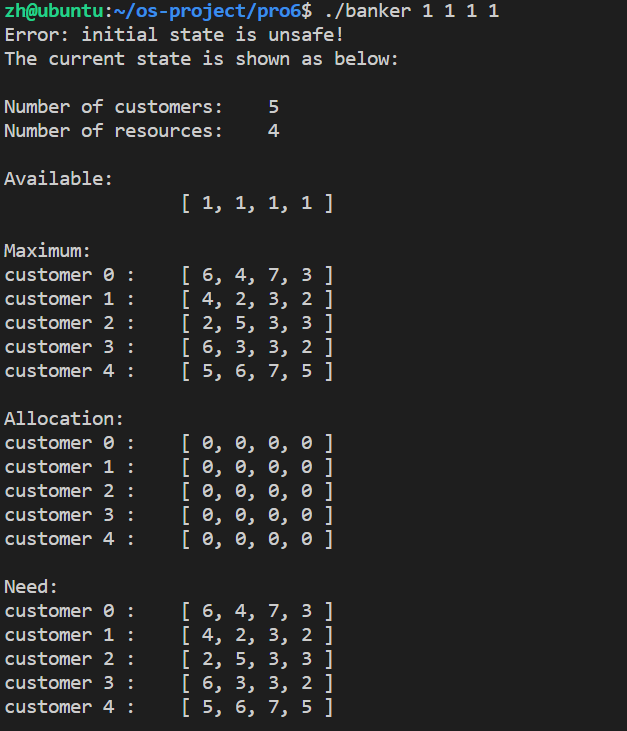 zh@ubuntu:~/os-project/pro6$ ./banker 1 1 1 1
Error: initial state is unsafe!
The current state is shown as below:
Number of customers:    5
Number of resources:    4
Available:
[ 1, 1, 1, 1 ]
Maximum:
customer 0 :    [ 6, 4, 7, 3 ]
customer 1 :    [ 4, 2, 3, 2 ]
customer 2 :    [ 2, 5, 3, 3 ]
customer 3 :    [ 6, 3, 3, 2 ]
customer 4 :    [ 5, 6, 7, 5 ]
Allocation:
customer 0 :    [ 0, 0, 0, 0 ]
customer 1 :    [ 0, 0, 0, 0 ]
customer 2 :    [ 0, 0, 0, 0 ]
customer 3 :    [ 0, 0, 0, 0 ]
customer 4 :    [ 0, 0, 0, 0 ]
Need:
customer 0 :    [ 6, 4, 7, 3 ]
customer 1 :    [ 4, 2, 3, 2 ]
customer 2 :    [ 2, 5, 3, 3 ]
customer 3 :    [ 6, 3, 3, 2 ]
customer 4 :    [ 5, 6, 7, 5 ]